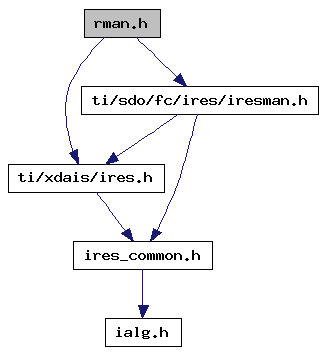 rman.h
ti/sdo/fc/ires/iresman.h
ti/xdais/ires.h
ires_common.h
ialg.h